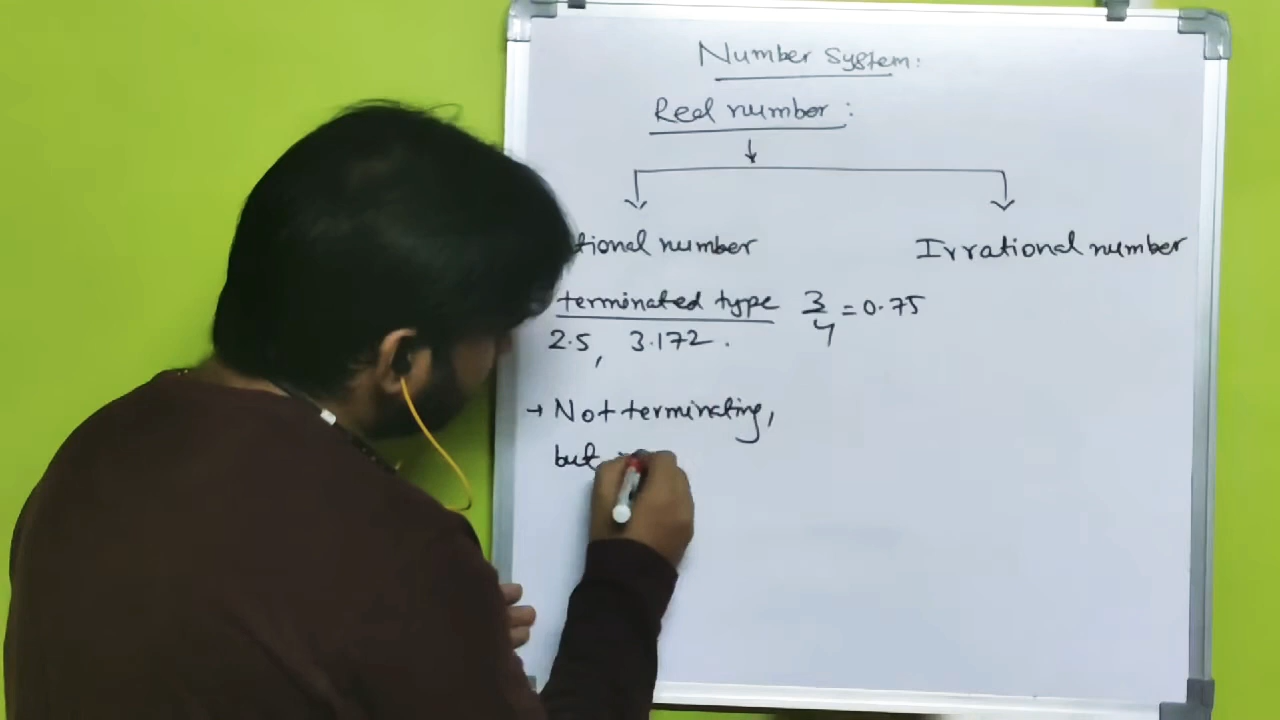 Number System:
Real number:
tional number
Irrational number
terminated type 3/4 = 0.75
2.5, 3.172.
→ Not terminating,
but